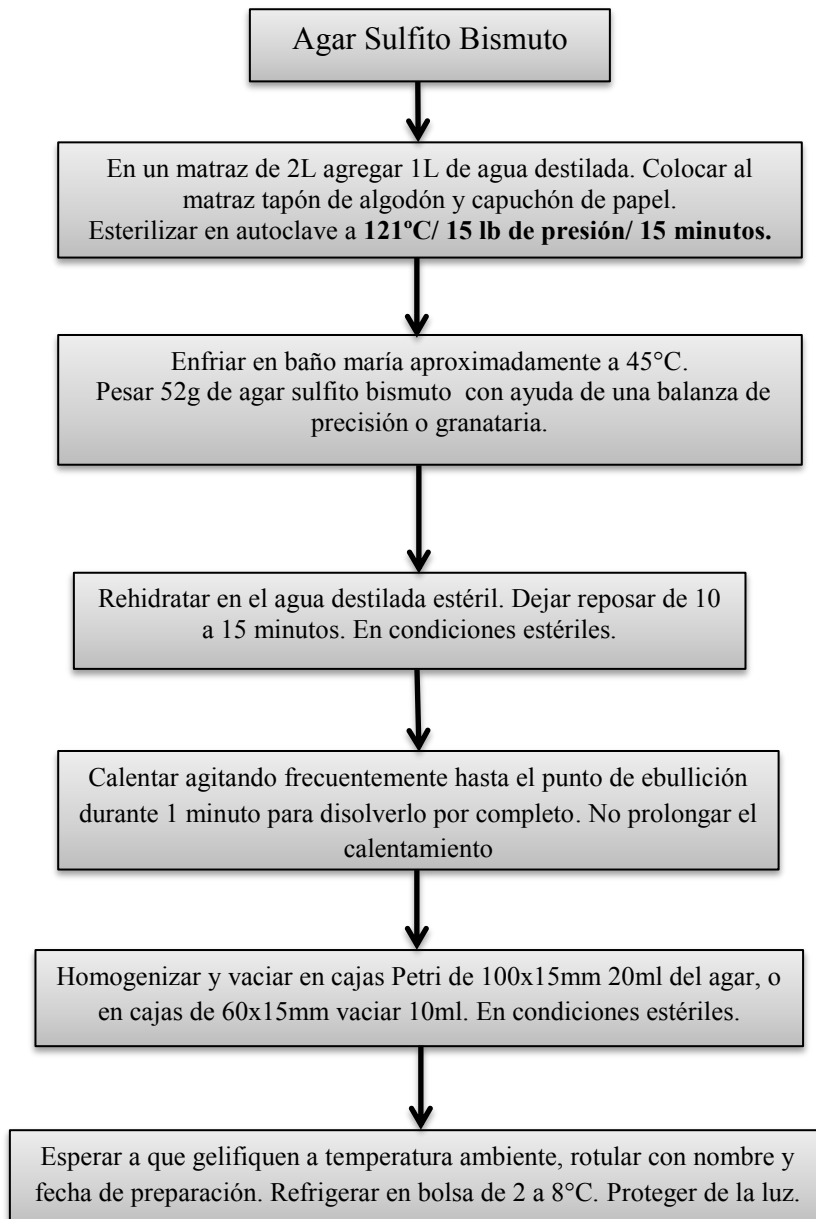 Agar Sulfito Bismuto
En un matraz de 2L agregar 1L de agua destilada. Colocar al
matraz tapón de algodón y capuchón de papel.
Esterilizar en autoclave a 121ºC/ 15 lb de presión/ 15 minutos.
Enfriar en baño maría aproximadamente a 45°C.
Pesar 52g de agar sulfito bismuto con ayuda de una balanza de
precisión o granataria.
Rehidratar en el agua destilada estéril. Dejar reposar de 10
a 15 minutos. En condiciones estériles.
Calentar agitando frecuentemente hasta el punto de ebullición
durante 1 minuto para disolverlo por completo. No prolongar el
calentamiento
Homogenizar y vaciar en cajas Petri de 100x15mm 20ml del agar, o
en cajas de 60x15mm vaciar 10ml. En condiciones estériles.
Esperar a que gelifiquen a temperatura ambiente, rotular con nombre y
fecha de preparación. Refrigerar en bolsa de 2 a 8°C. Proteger de la luz.